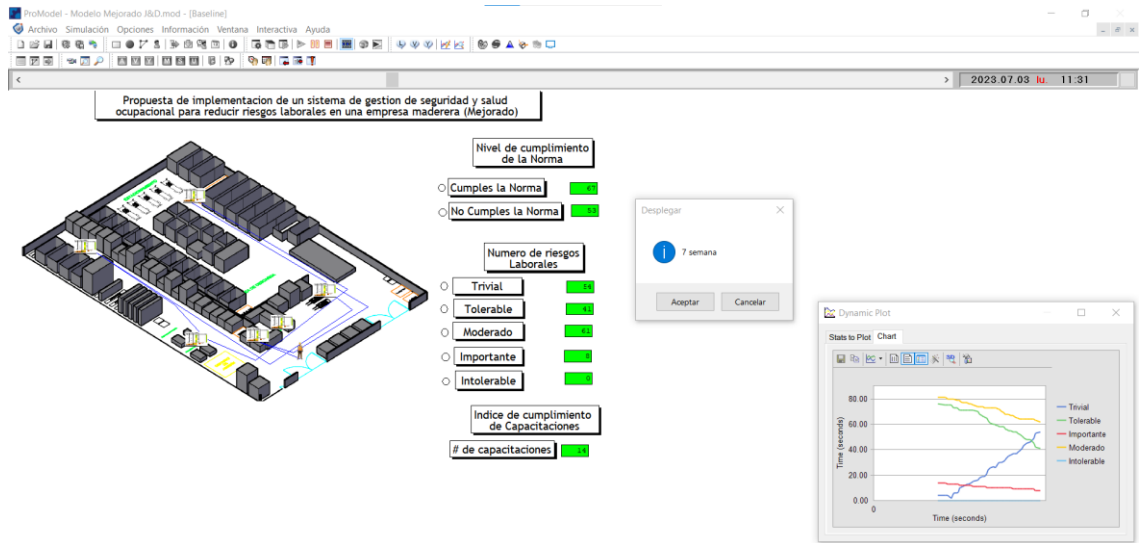 ProModel - Modelo Mejorado J&D.mod - [Baseline]
Archivo Simulación Opciones Información Ventana Interactiva Ayuda
2023.07.03 lu. 11:31
Propuesta de implementacion de un sistema de gestion de seguridad y salud
ocupacional para reducir riesgos laborales en una empresa maderera (Mejorado)
Nivel de cumplimiento
de la Norma
Cumples la Norma 67
No Cumples la Norma 53
Numero de riesgos
Laborales
Trivial 54
Tolerable 41
Moderado 61
Importante 8
Intolerable 0
Indice de cumplimiento
de Capacitaciones
# de capacitaciones 14
H
Desplegar
7 semana
Aceptar Cancelar
Dynamic Plot
Stats to Plot Chart
80.00
60.00
40.00
20.00
0.00
0
Time (seconds)
Time (seconds)
Trivial
Tolerable
Importante
Moderado
Intolerable